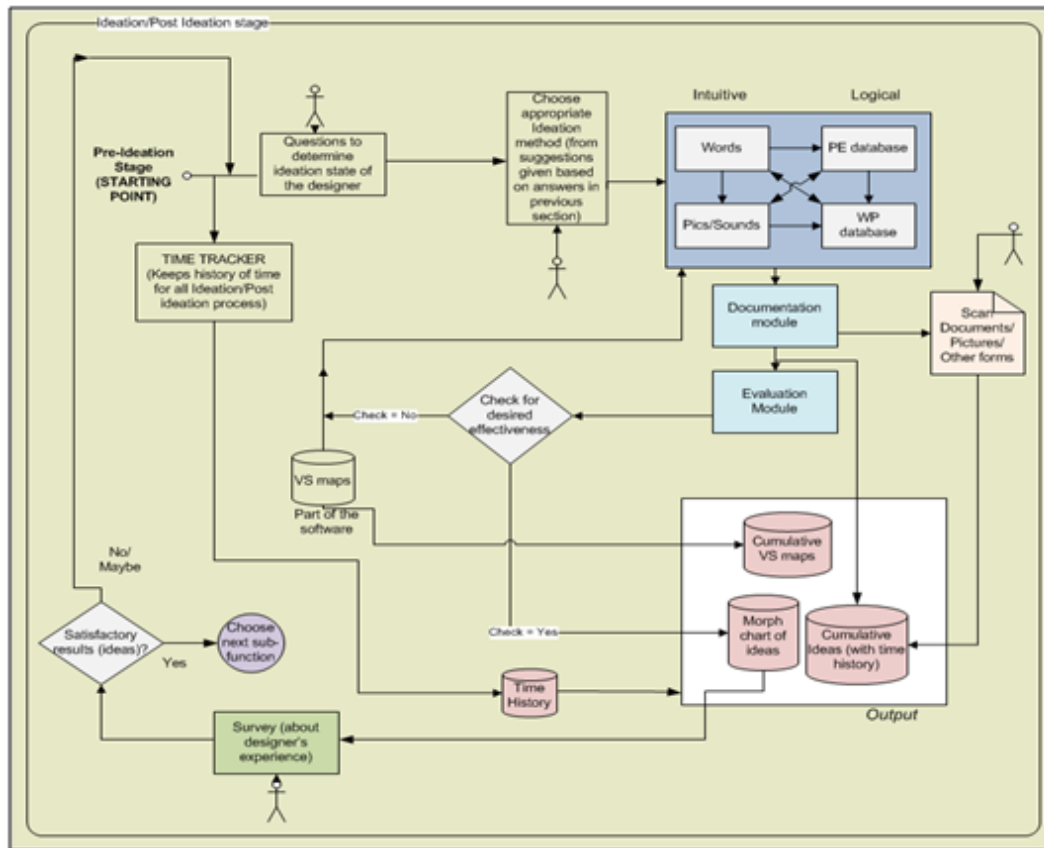 Ideation/Post Ideation stage
Pre-Ideation
Stage
(STARTING
POINT)
Questions to
determine
ideation state of
the designer
Choose
appropriate
Ideation
method (from
suggestions
given based
on answers in
previous
section)
Intuitive
Logical
Words
PE database
Pics/Sounds
WP
database
TIME TRACKER
(Keeps history of time
for all Ideation/Post
ideation process)
Documentation
module
Scan
Documents/
Pictures/
Other forms
Evaluation
Module
Check for
desired
effectiveness
Check = No
VS maps
Part of the
software
Cumulative
VS maps
No/
Maybe
Satisfactory
results (ideas)?
Yes
Choose
next sub-
function
Check = Yes
Morph
chart of
ideas
Cumulative
Ideas (with time
history)
Time
History
Output
Survey (about
designer's
experience)